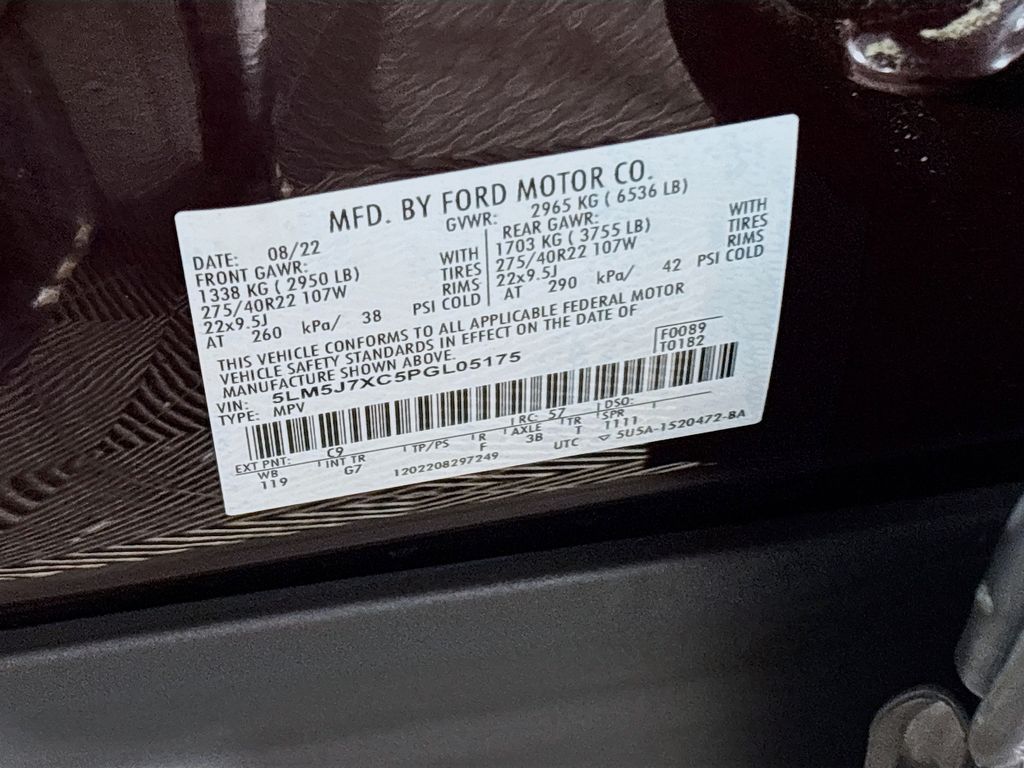 MFD. BY FORD MOTOR CO.
DATE: 08/22 GVWR: 2965 KG ( 6536 LB)
FRONT GAWR: WITH REAR GAWR: WITH
1338 KG ( 2950 LB) TIRES 1703 KG ( 3755 LB) TIRES
275/40R22 107W RIMS 275/40R22 107W RIMS
22x9.5J 22x9.5J
AT 260 kPa/ 38 PSI COLD AT 290 kPa/ 42 PSI COLD
THIS VEHICLE CONFORMS TO ALL APPLICABLE FEDERAL MOTOR
VEHICLE SAFETY STANDARDS IN EFFECT ON THE DATE OF
MANUFACTURE SHOWN ABOVE.
VIN: 5LM5J7XC5PGL05175 F0089
TYPE: MPV T0182
EXT PNT: C9 RC: 57 DSO:
WB INT TR TP/PS R AXLE TR SPR
119 G7 F 3B T 1111
1202208297249 UTC ▽ 5U5A-1520472-BA